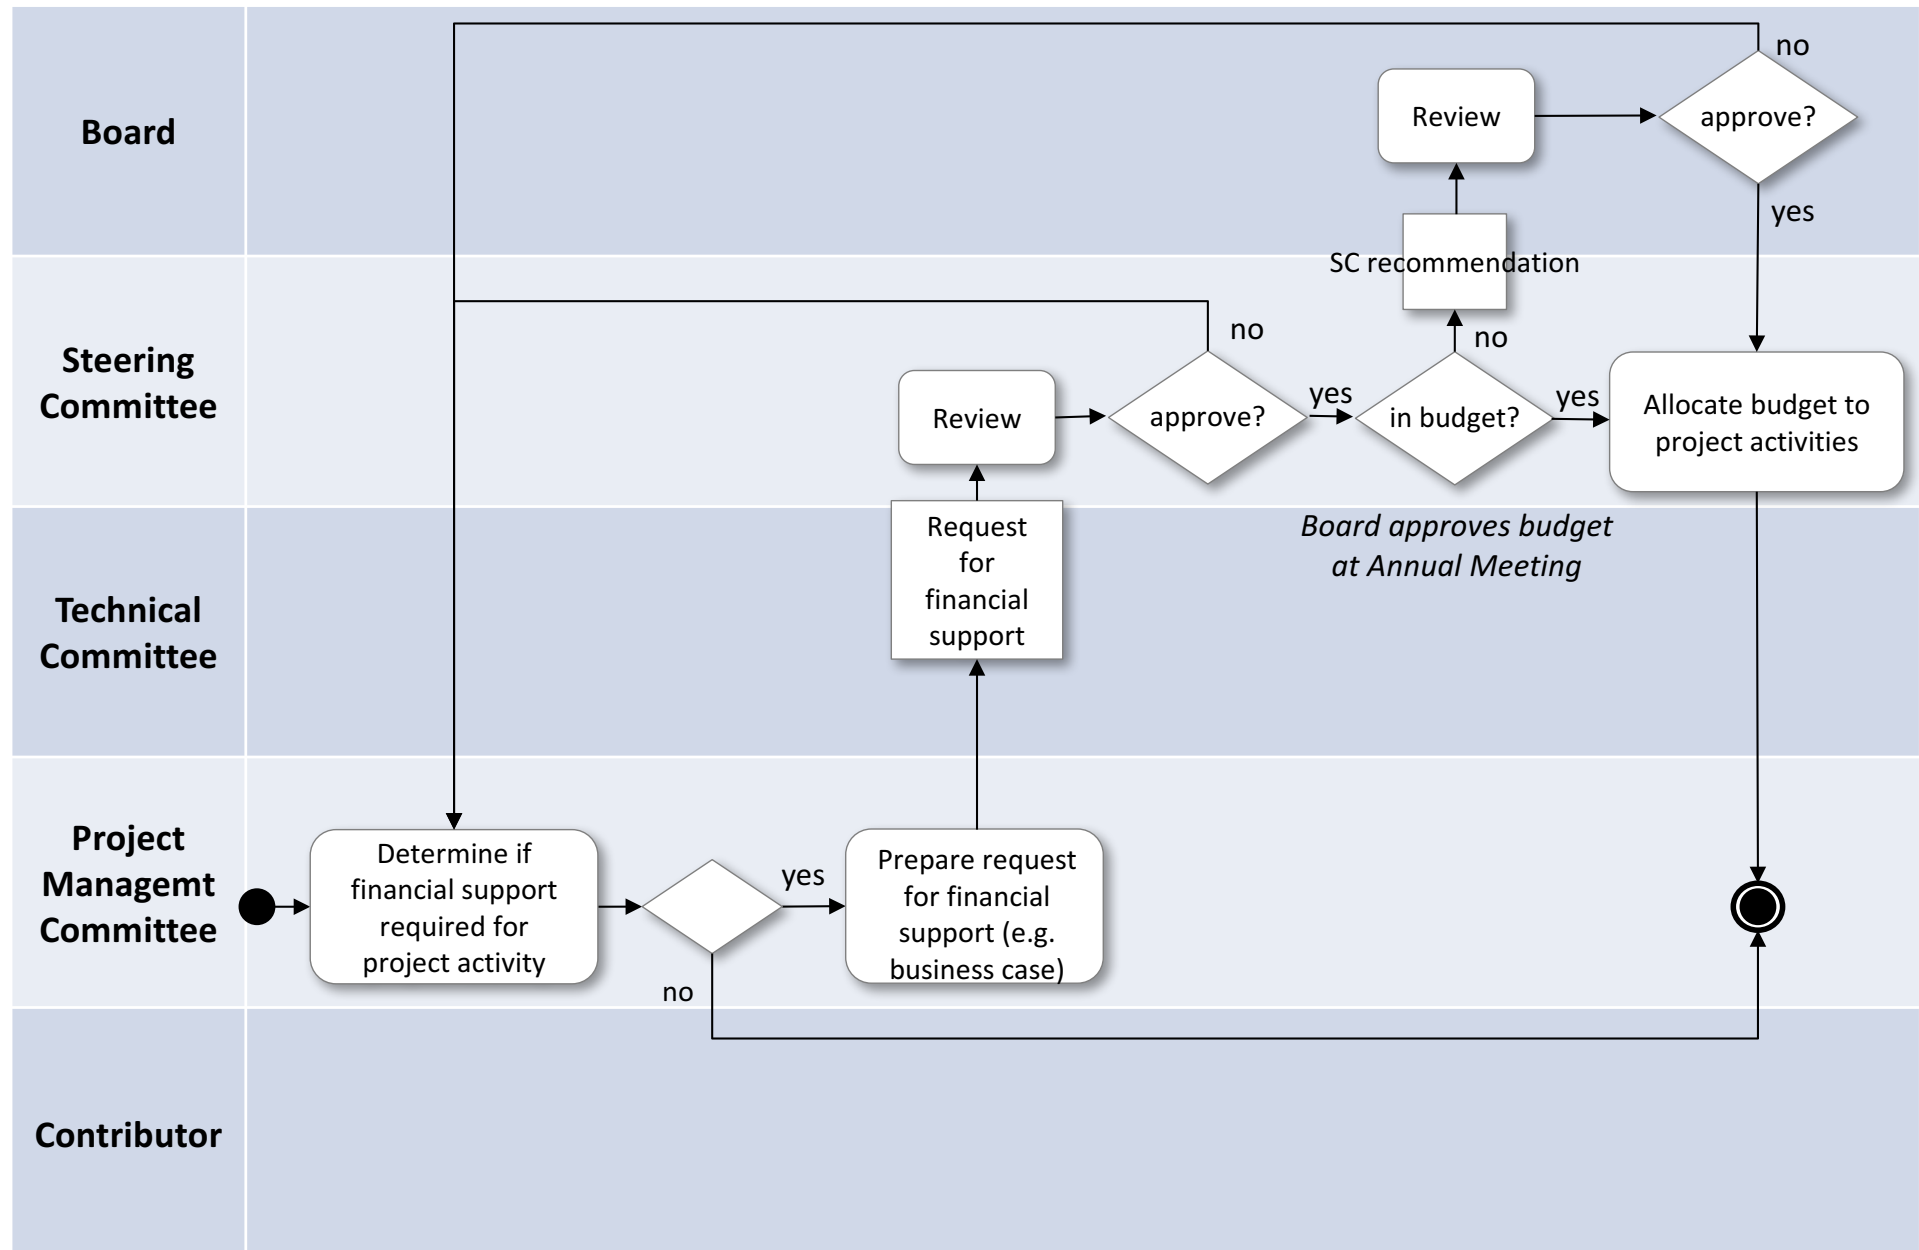 Board
no
Review
approve?
yes
SC recommendation
Steering
Committee
no
no
Review
approve?
yes
in budget?
yes
Allocate budget to
project activities
Technical
Committee
Request
for
financial
support
Board approves budget
at Annual Meeting
Project
Managemt
Committee
Determine if
financial support
required for
project activity
yes
no
Prepare request
for financial
support (e.g.
business case)
Contributor